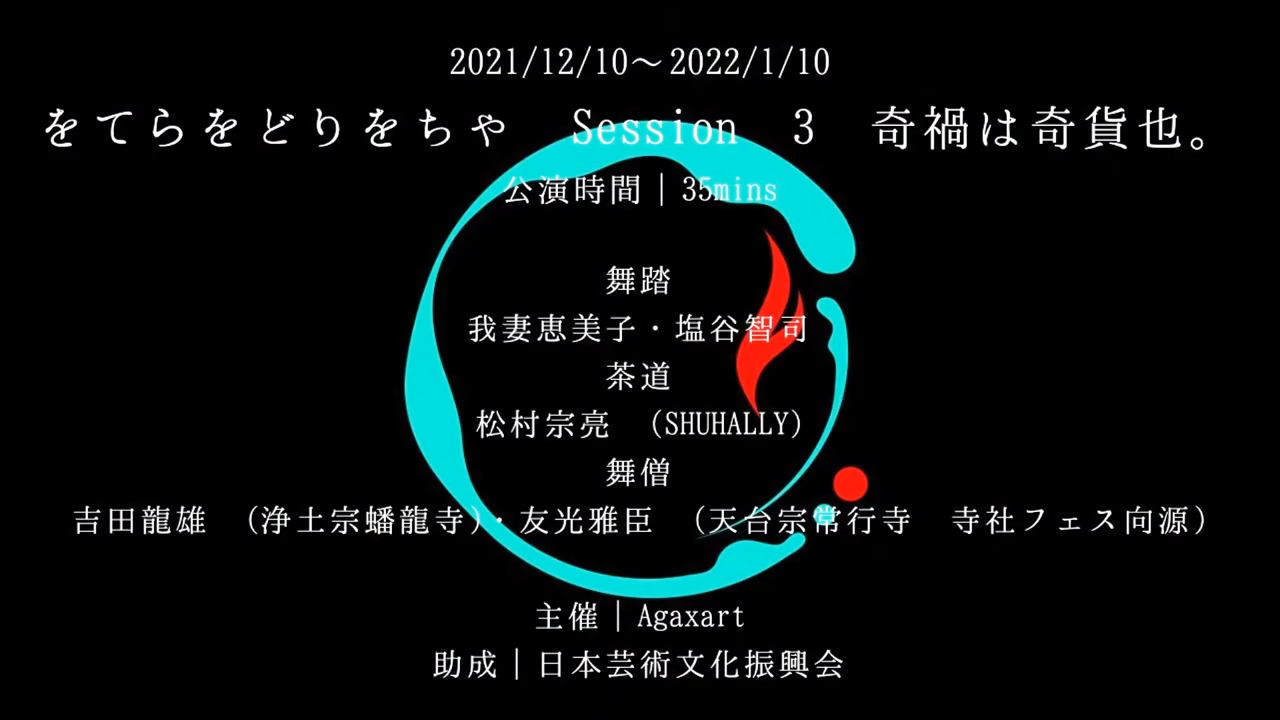 2021/12/10～2022/1/10
をてらをどりをちゃ　Session　3　奇禍は奇貨也。
公演時間｜35mins
舞踏
我妻恵美子・塩谷智司
茶道
松村宗亮　(SHUHALLY)
舞僧
吉田龍雄　(浄土宗蟠龍寺)・友光雅臣　(天台宗常行寺　寺社フェス向源)
主催｜Agaxart
助成｜日本芸術文化振興会